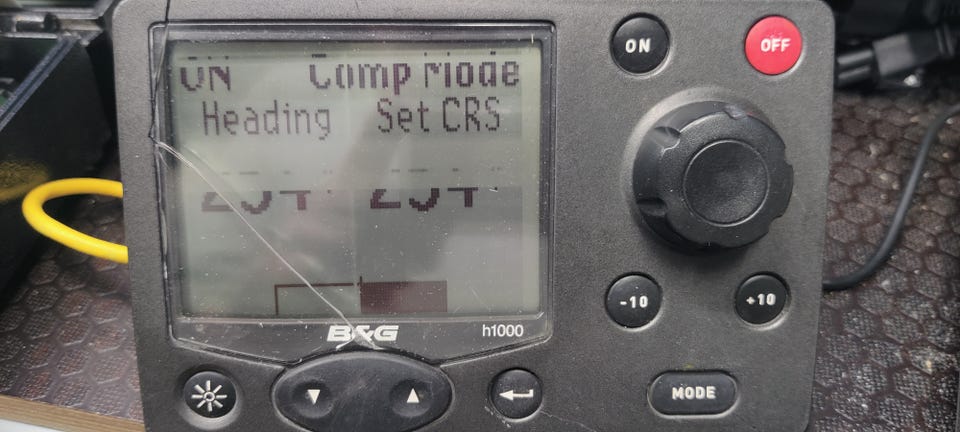 ON Comp Mode
Heading Set CRS
B&G h1000
ON
OFF
-10
+10
MODE